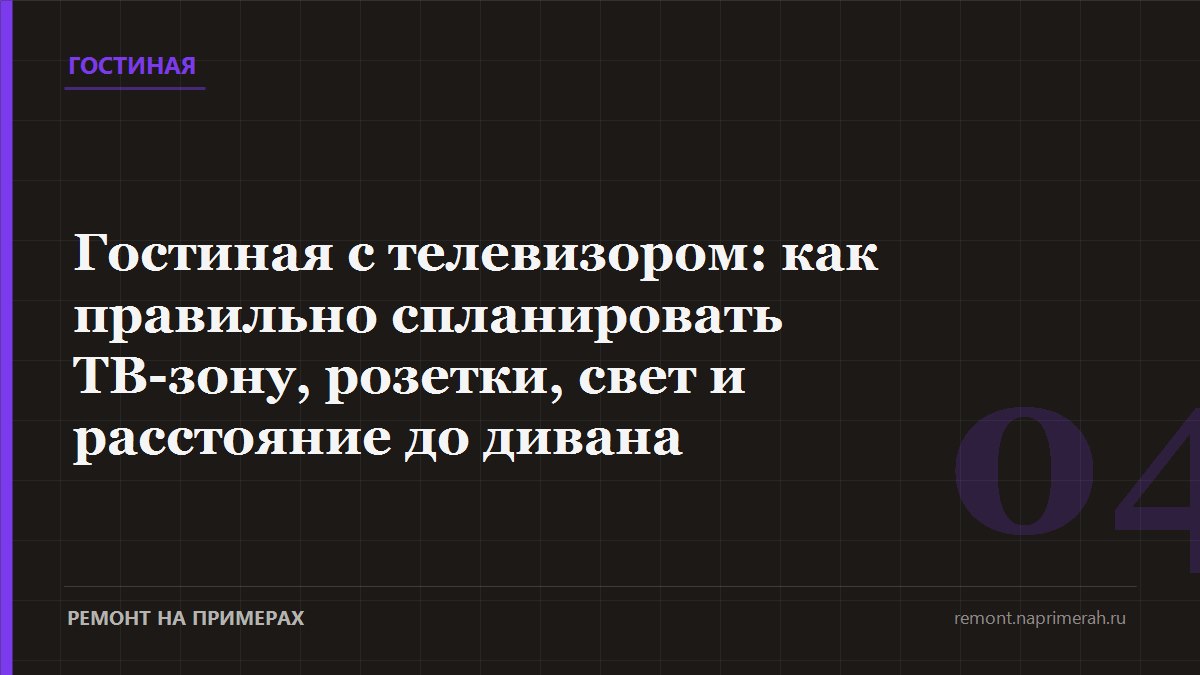 ГОСТИНАЯ
Гостиная с телевизором: как
правильно спланировать
ТВ-зону, розетки, свет и
расстояние до дивана
04
РЕМОНТ НА ПРИМЕРАХ
remont.naprimerah.ru